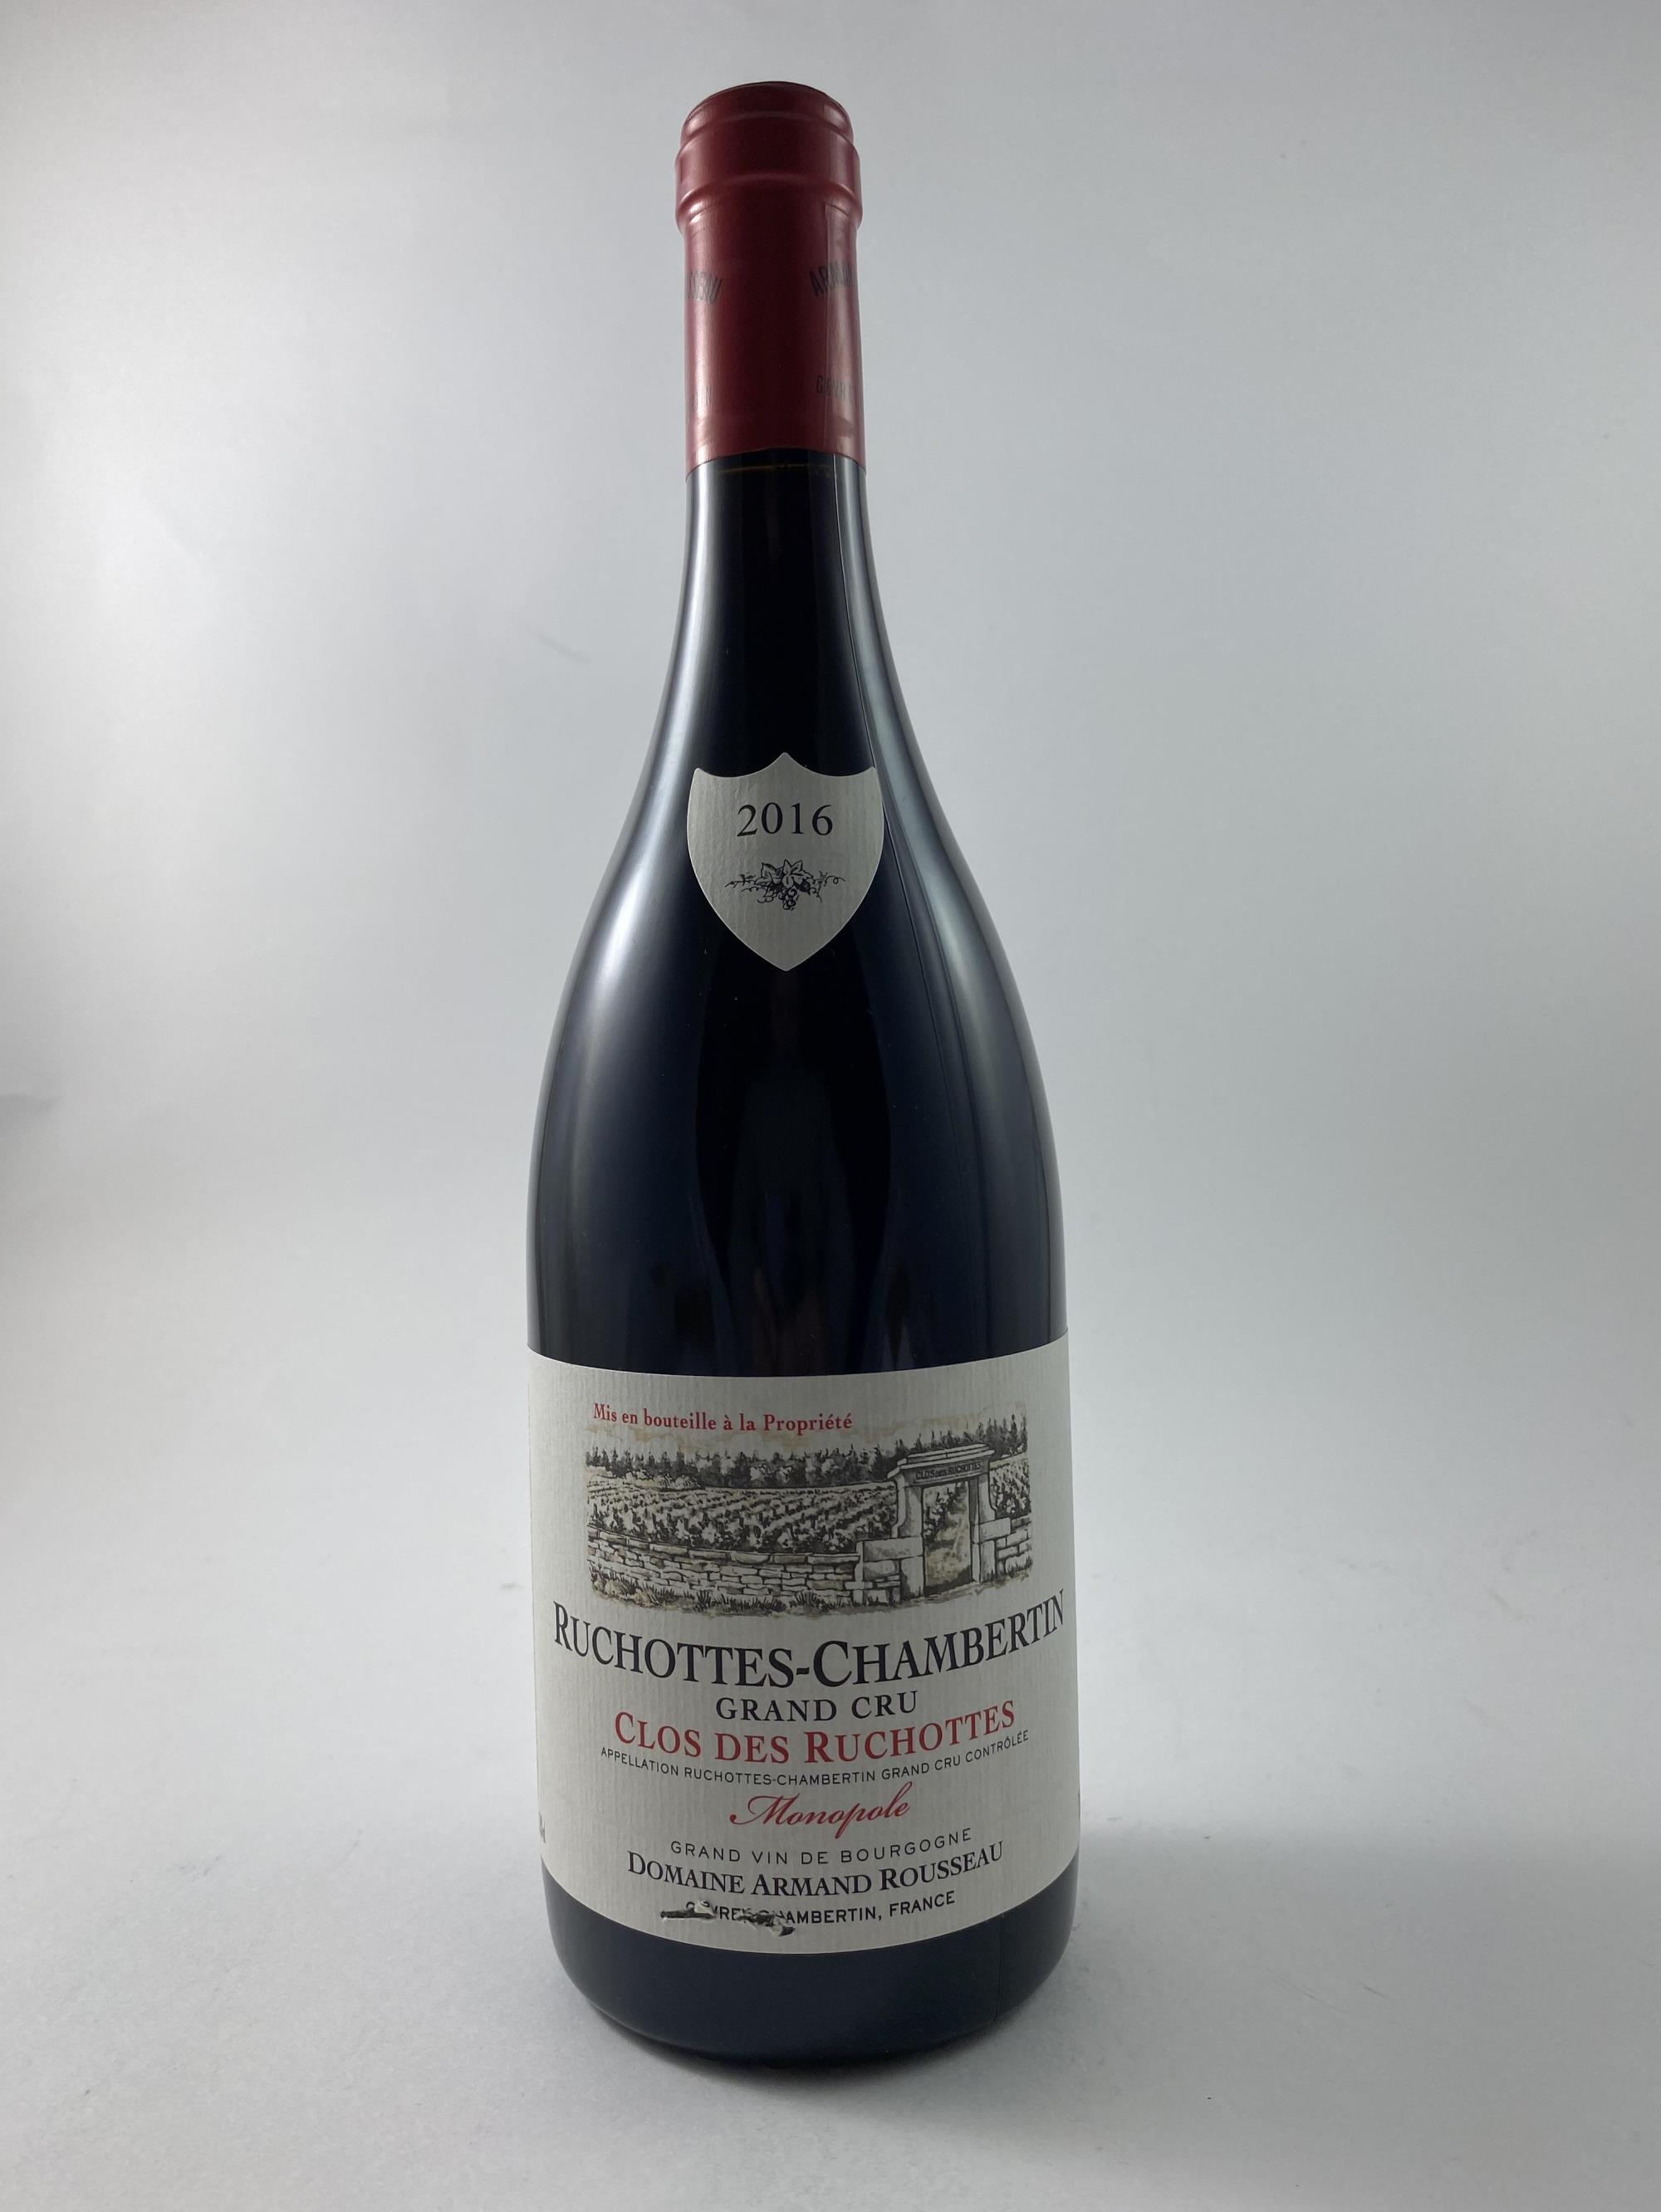 2016
Mis en bouteille à la Propriété
CLOS DES RUCHOTTES
RUCHOTTES-CHAMBERTIN
GRAND CRU
CLOS DES RUCHOTTES
APPELLATION RUCHOTTES-CHAMBERTIN GRAND CRU CONTRÔLÉE
Monopole
GRAND VIN DE BOURGOGNE
DOMAINE ARMAND ROUSSEAU
FRANCE